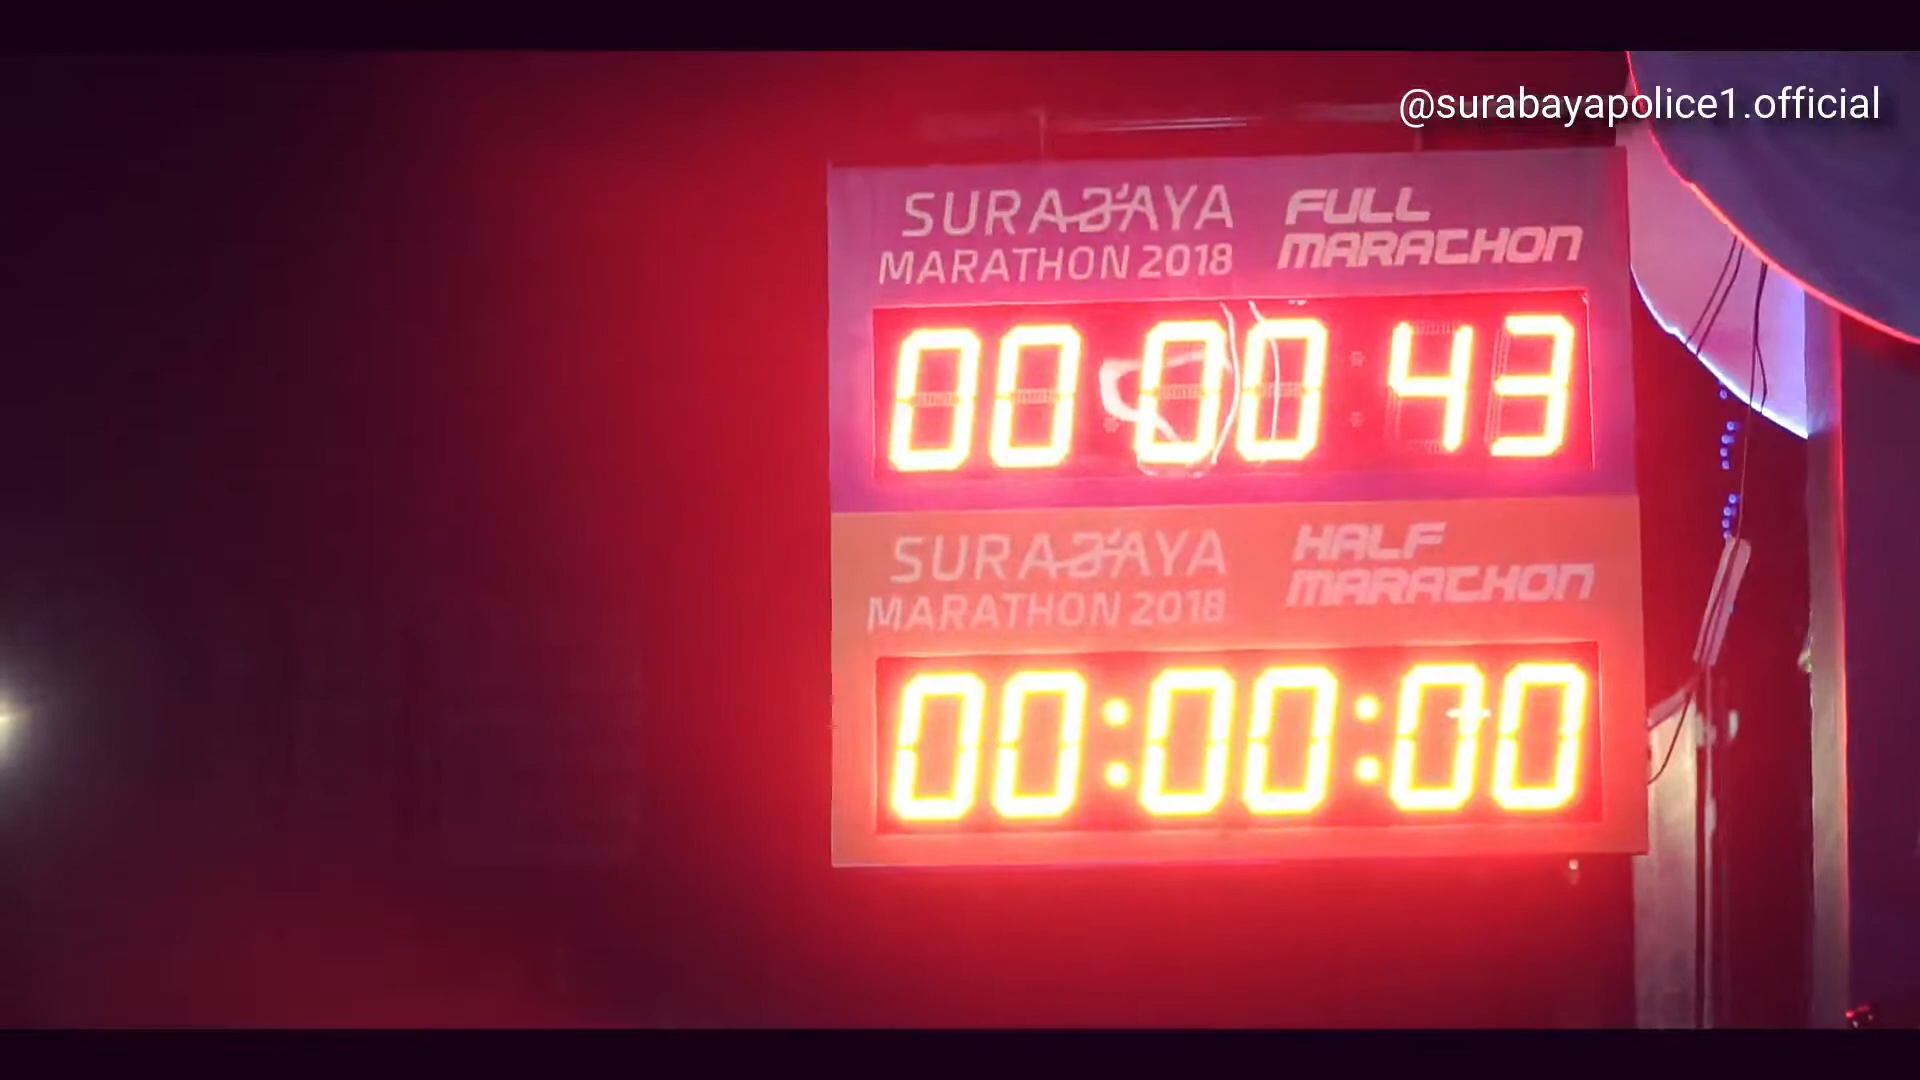 @surabayapolice1.official
SURABAYA
MARATHON 2018
FULL
MARATHON
00 00 43
SURABAYA
MARATHON 2018
HALF
MARATHON
00:00:00